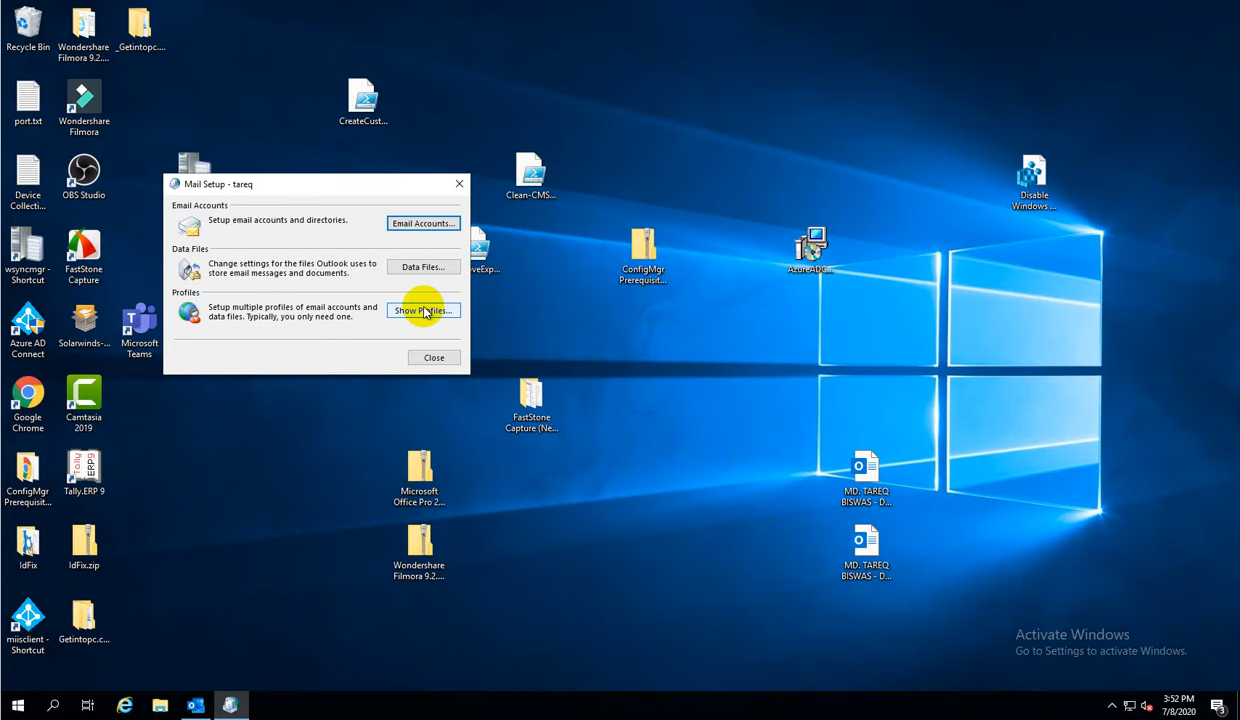 Recycle Bin
Wondershare
Filmora 9.2....
_Getintopc....
port.txt
Wondershare
Filmora
CreateCust...
Device
Collecti...
OBS Studio
Clean-CMS...
Disable
Windows ...
Mail Setup - tareq
Email Accounts
Setup email accounts and directories.
Email Accounts...
Data Files
Change settings for the files Outlook uses to
store email messages and documents.
Data Files...
Profiles
Setup multiple profiles of email accounts and
data files. Typically, you only need one.
Close
wsyncmgr -
Shortcut
FastStone
Capture
ConfigMgr
Prerequisit...
Azure AD
Connect
Solarwinds-...
Microsoft
Teams
Google
Chrome
Camtasia
2019
FastStone
Capture (Ne...
ConfigMgr
Prerequisit...
Tally.ERP 9
Microsoft
Office Pro 2...
MD. TAREQ
BISWAS - D...
IdFix
IdFix.zip
Wondershare
Filmora 9.2....
MD. TAREQ
BISWAS - D...
miisclient -
Shortcut
Getintopc.c...
Activate Windows
Go to Settings to activate Windows.
3:52 PM
7/8/2020
3